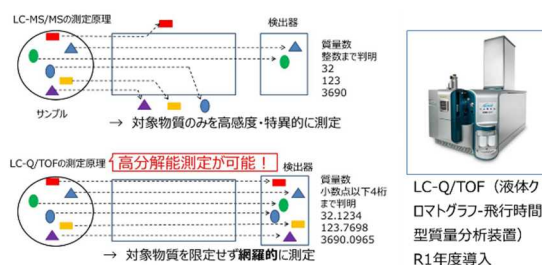 LC-MS/MSの測定原理
検出器
サンプル
質量数
整数まで判明
32
123
3690
→ 対象物質のみを高感度・特異的に測定
LC-Q/TOFの測定原理
高分解能測定が可能！
検出器
質量数
小数点以下4桁
まで判明
32.1234
123.7698
3690.0965
→ 対象物質を限定せず網羅的に測定
LC-Q/TOF（液体ク
ロマトグラフ-飛行時間
型質量分析装置）
R1年度導入